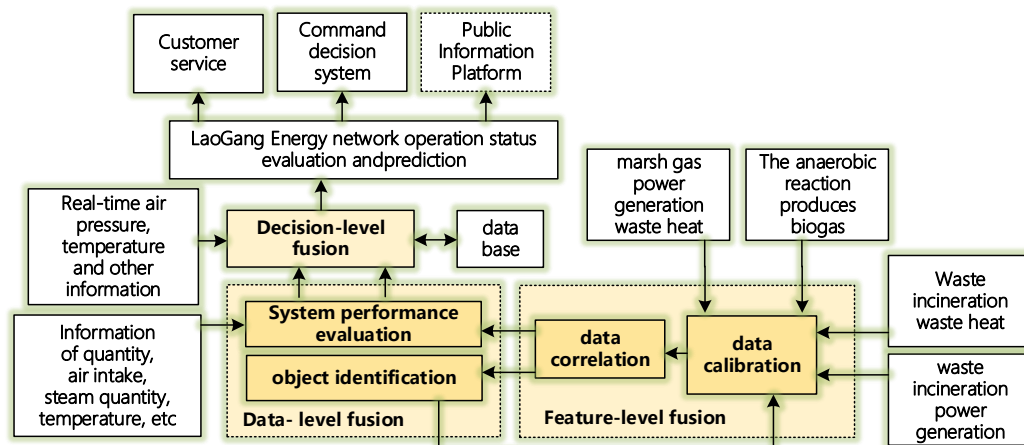 Customer
service
Command
decision
system
Public
Information
Platform
LaoGang Energy network operation status
evaluation andprediction
marsh gas
power
generation
waste heat
The anaerobic
reaction
produces
biogas
Real-time air
pressure,
temperature
and other
information
Decision-level
fusion
data
base
Waste
incineration
waste heat
Information
of quantity,
air intake,
steam quantity,
temperature, etc
System performance
evaluation
object identification
Data- level fusion
data
correlation
data
calibration
Feature-level fusion
waste
incineration
power
generation